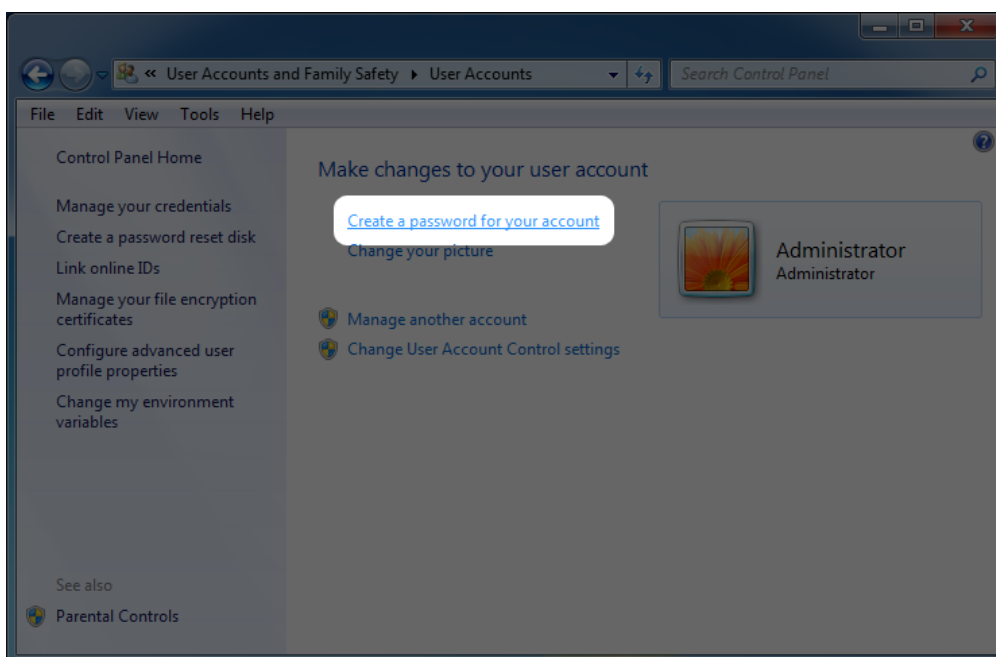 « User Accounts and Family Safety ▸ User Accounts
Search Control Panel
File Edit View Tools Help
Control Panel Home
Manage your credentials
Create a password reset disk
Link online IDs
Manage your file encryption
certificates
Configure advanced user
profile properties
Change my environment
variables
See also
Parental Controls
Make changes to your user account
Create a password for your account
Change your picture
Manage another account
Change User Account Control settings
Administrator
Administrator